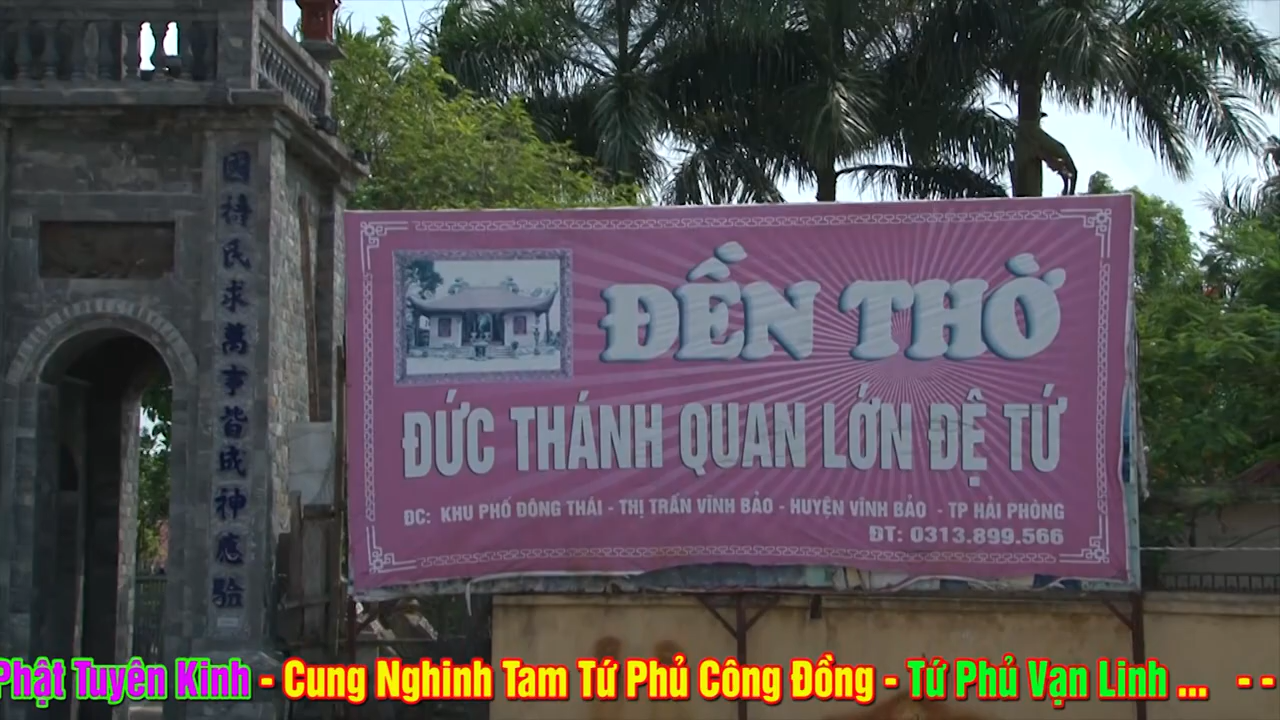 國禱民求萬事皆成神應驗
ĐỀN THỜ
ĐỨC THÁNH QUAN LỚN ĐỆ TỨ
ĐC: KHU PHỐ ĐÔNG THÁI - THỊ TRẤN VĨNH BẢO - HUYỆN VĨNH BẢO - TP HẢI PHÒNG
ĐT: 0313.899.566
Phật Tuyên Kinh - Cung Nghinh Tam Tứ Phủ Công Đồng - Tứ Phủ Vạn Linh ... - -